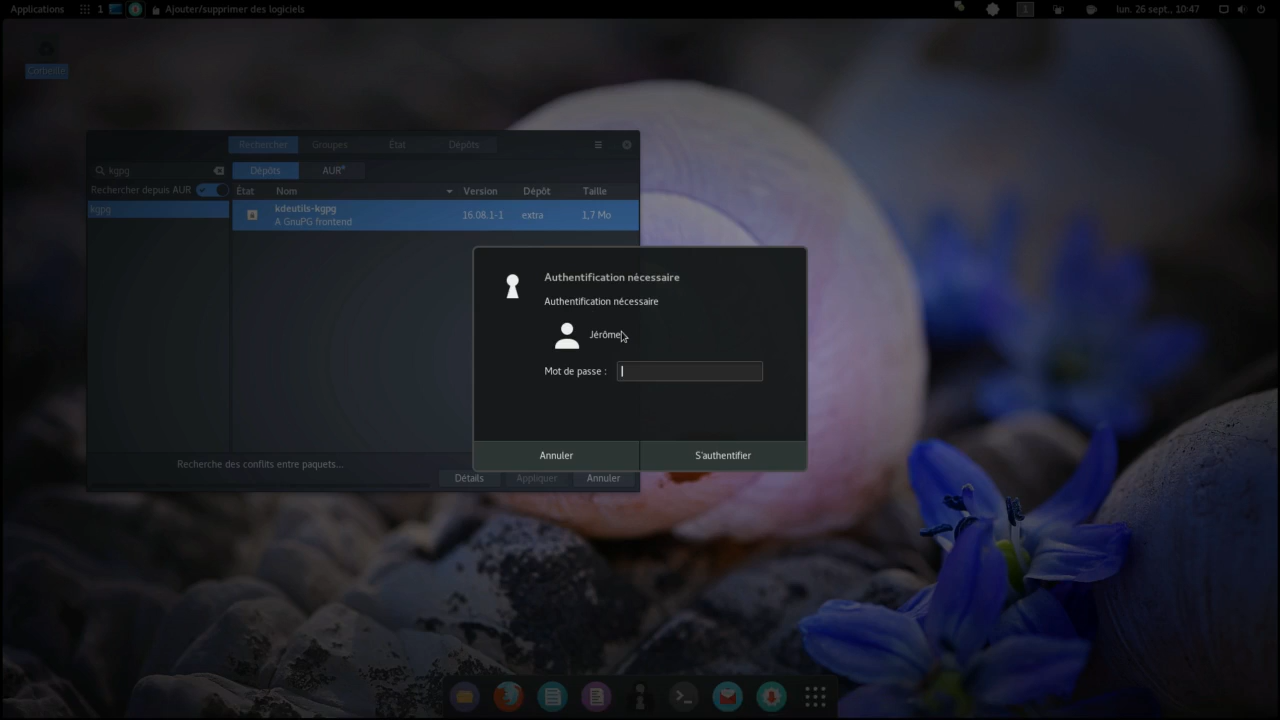 Applications 1 Ajouter/supprimer des logiciels 1 lun. 26 sept., 10:47
Corbeille
Rechercher Groupes État Dépôts
kgpg Dépôts AUR
Rechercher depuis AUR État Nom Version Dépôt Taille
kgpg kdeutils-kgpg 16.08.1-1 extra 1,7 Mo
A GnuPG frontend
Authentification nécessaire
Authentification nécessaire
Jérôme
Mot de passe :
Annuler S'authentifier
Recherche des conflits entre paquets...
Détails Appliquer Annuler